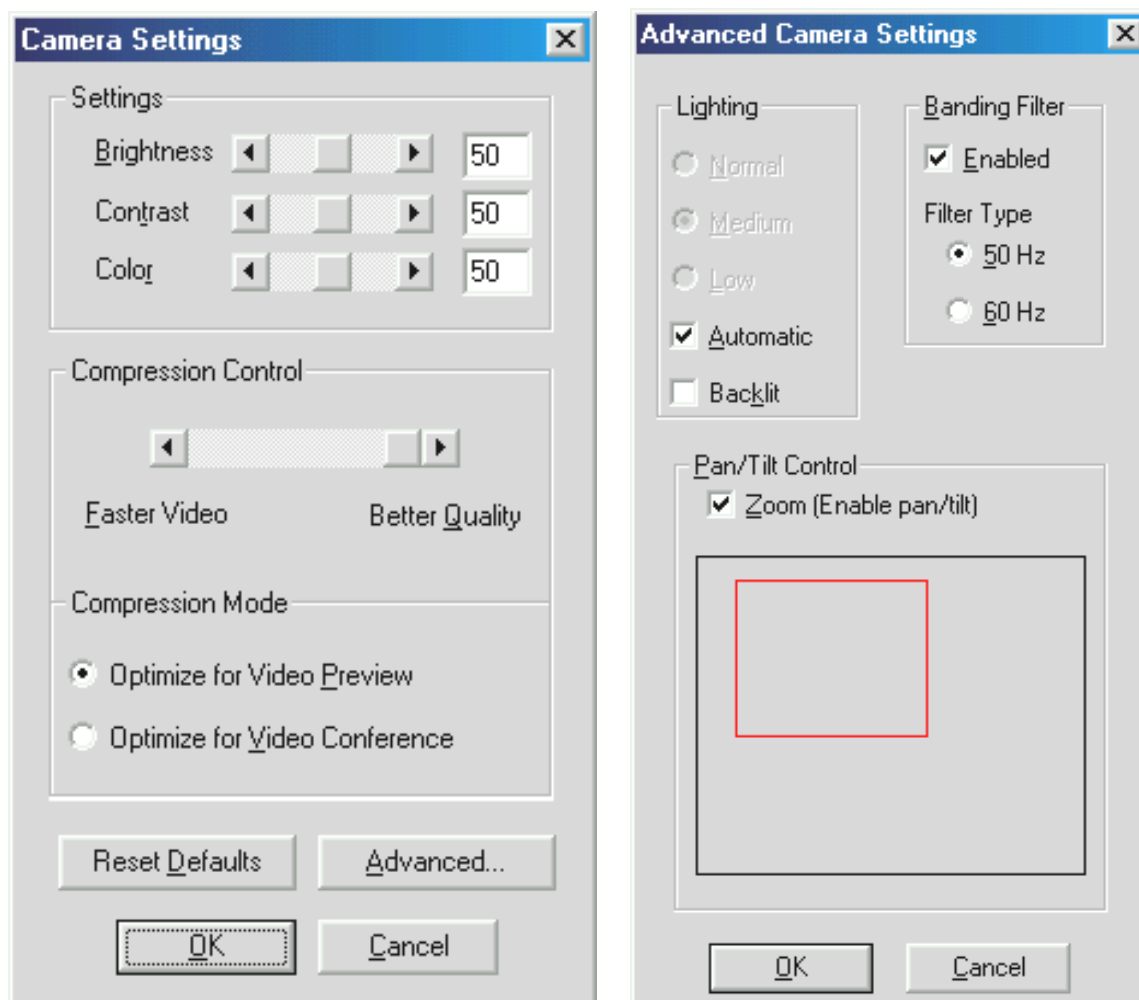 Camera Settings
Settings
Brightness 50
Contrast 50
Color 50
Compression Control
Faster Video Better Quality
Compression Mode
Optimize for Video Preview
Optimize for Video Conference
Reset Defaults Advanced...
OK Cancel
Advanced Camera Settings
Lighting
Normal
Medium
Low
Automatic
Backlit
Banding Filter
Enabled
Filter Type
50 Hz
60 Hz
Pan/Tilt Control
Zoom (Enable pan/tilt)
OK Cancel